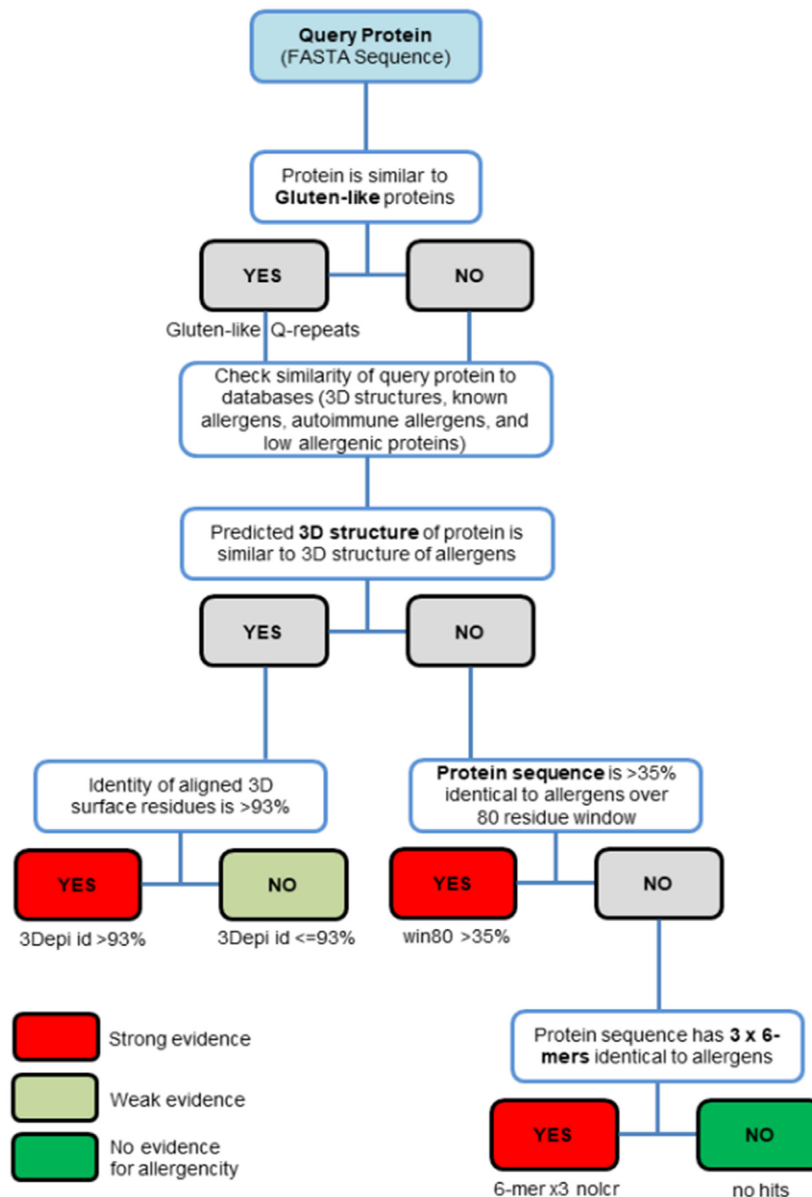 Query Protein
(FASTA Sequence)
Protein is similar to
Gluten-like proteins
YES
NO
Gluten-like Q-repeats
Check similarity of query protein to
databases (3D structures, known
allergens, autoimmune allergens, and
low allergenic proteins)
Predicted 3D structure of protein is
similar to 3D structure of allergens
YES
NO
Identity of aligned 3D
surface residues is >93%
Protein sequence is >35%
identical to allergens over
80 residue window
YES
NO
YES
NO
3Depi id >93%
3Depi id <=93%
win80 >35%
Protein sequence has 3 x 6-
mers identical to allergens
YES
NO
6-mer x3 nolcr
no hits
Strong evidence
Weak evidence
No evidence
for allergencity